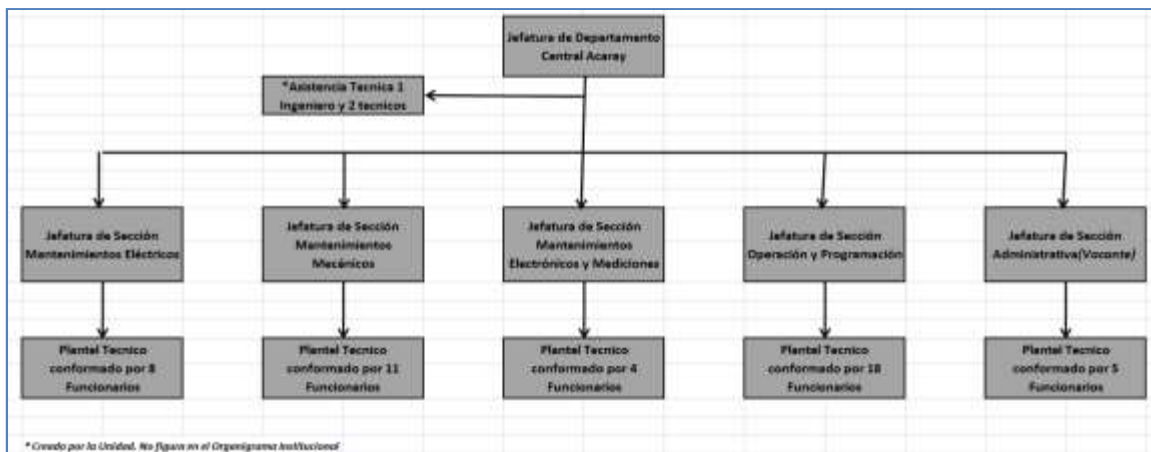 Jefatura de Departamento
Central Acaray
*Asistencia Tecnica 1
Ingeniero y 2 tecnicos
Jefatura de Sección
Mantenimientos Eléctricos
Jefatura de Sección
Mantenimientos
Mecánicos
Jefatura de Sección
Mantenimientos
Electrónicos y Mediciones
Jefatura de Sección
Operación y Programación
Jefatura de Sección
Administrativa(Vacante)
Plantel Tecnico
conformado por 8
Funcionarios
Plantel Tecnico
conformado por 11
Funcionarios
Plantel Tecnico
conformado por 4
Funcionarios
Plantel Tecnico
conformado por 18
Funcionarios
Plantel Tecnico
conformado por 5
Funcionarios
* Creado por la Unidad. No figura en el Organigrama Institucional